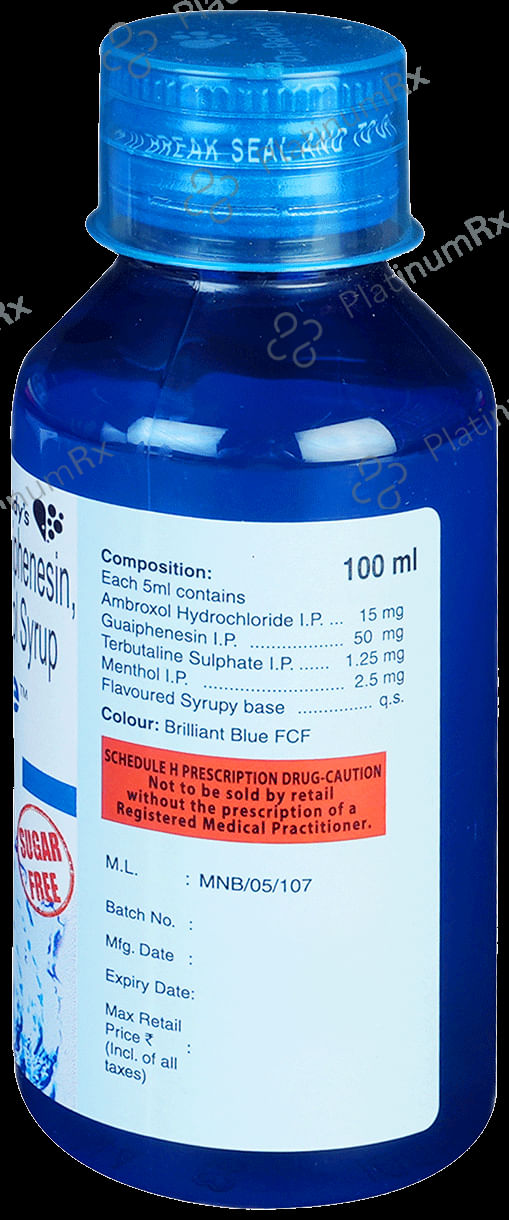 BREAK SEAL AND
dy's
phenesin,
l Syrup
e™
SUGAR
FREE
Composition:
100 ml
Each 5ml contains
Ambroxol Hydrochloride I.P. ... 15 mg
Guaiphenesin I.P. .................... 50 mg
Terbutaline Sulphate I.P. ...... 1.25 mg
Menthol I.P. .............................. 2.5 mg
Flavoured Syrupy base ............... q.s.
Colour: Brilliant Blue FCF
SCHEDULE H PRESCRIPTION DRUG-CAUTION
Not to be sold by retail
without the prescription of a
Registered Medical Practitioner.
M.L. : MNB/05/107
Batch No. :
Mfg. Date :
Expiry Date:
Max Retail
Price ₹ :
(Incl. of all
taxes)
PlatinumRx
PlatinumRx
PlatinumRx